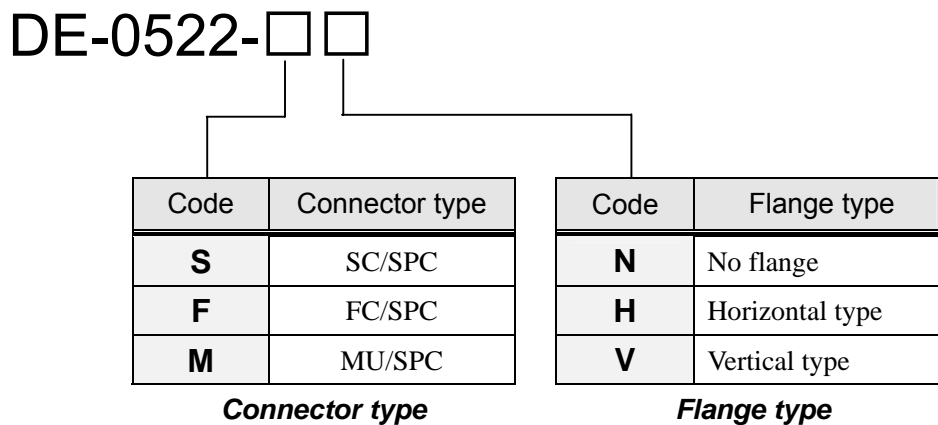 DE-0522-□ □
Code Connector type
S SC/SPC
F FC/SPC
M MU/SPC
Connector type
Code Flange type
N No flange
H Horizontal type
V Vertical type
Flange type